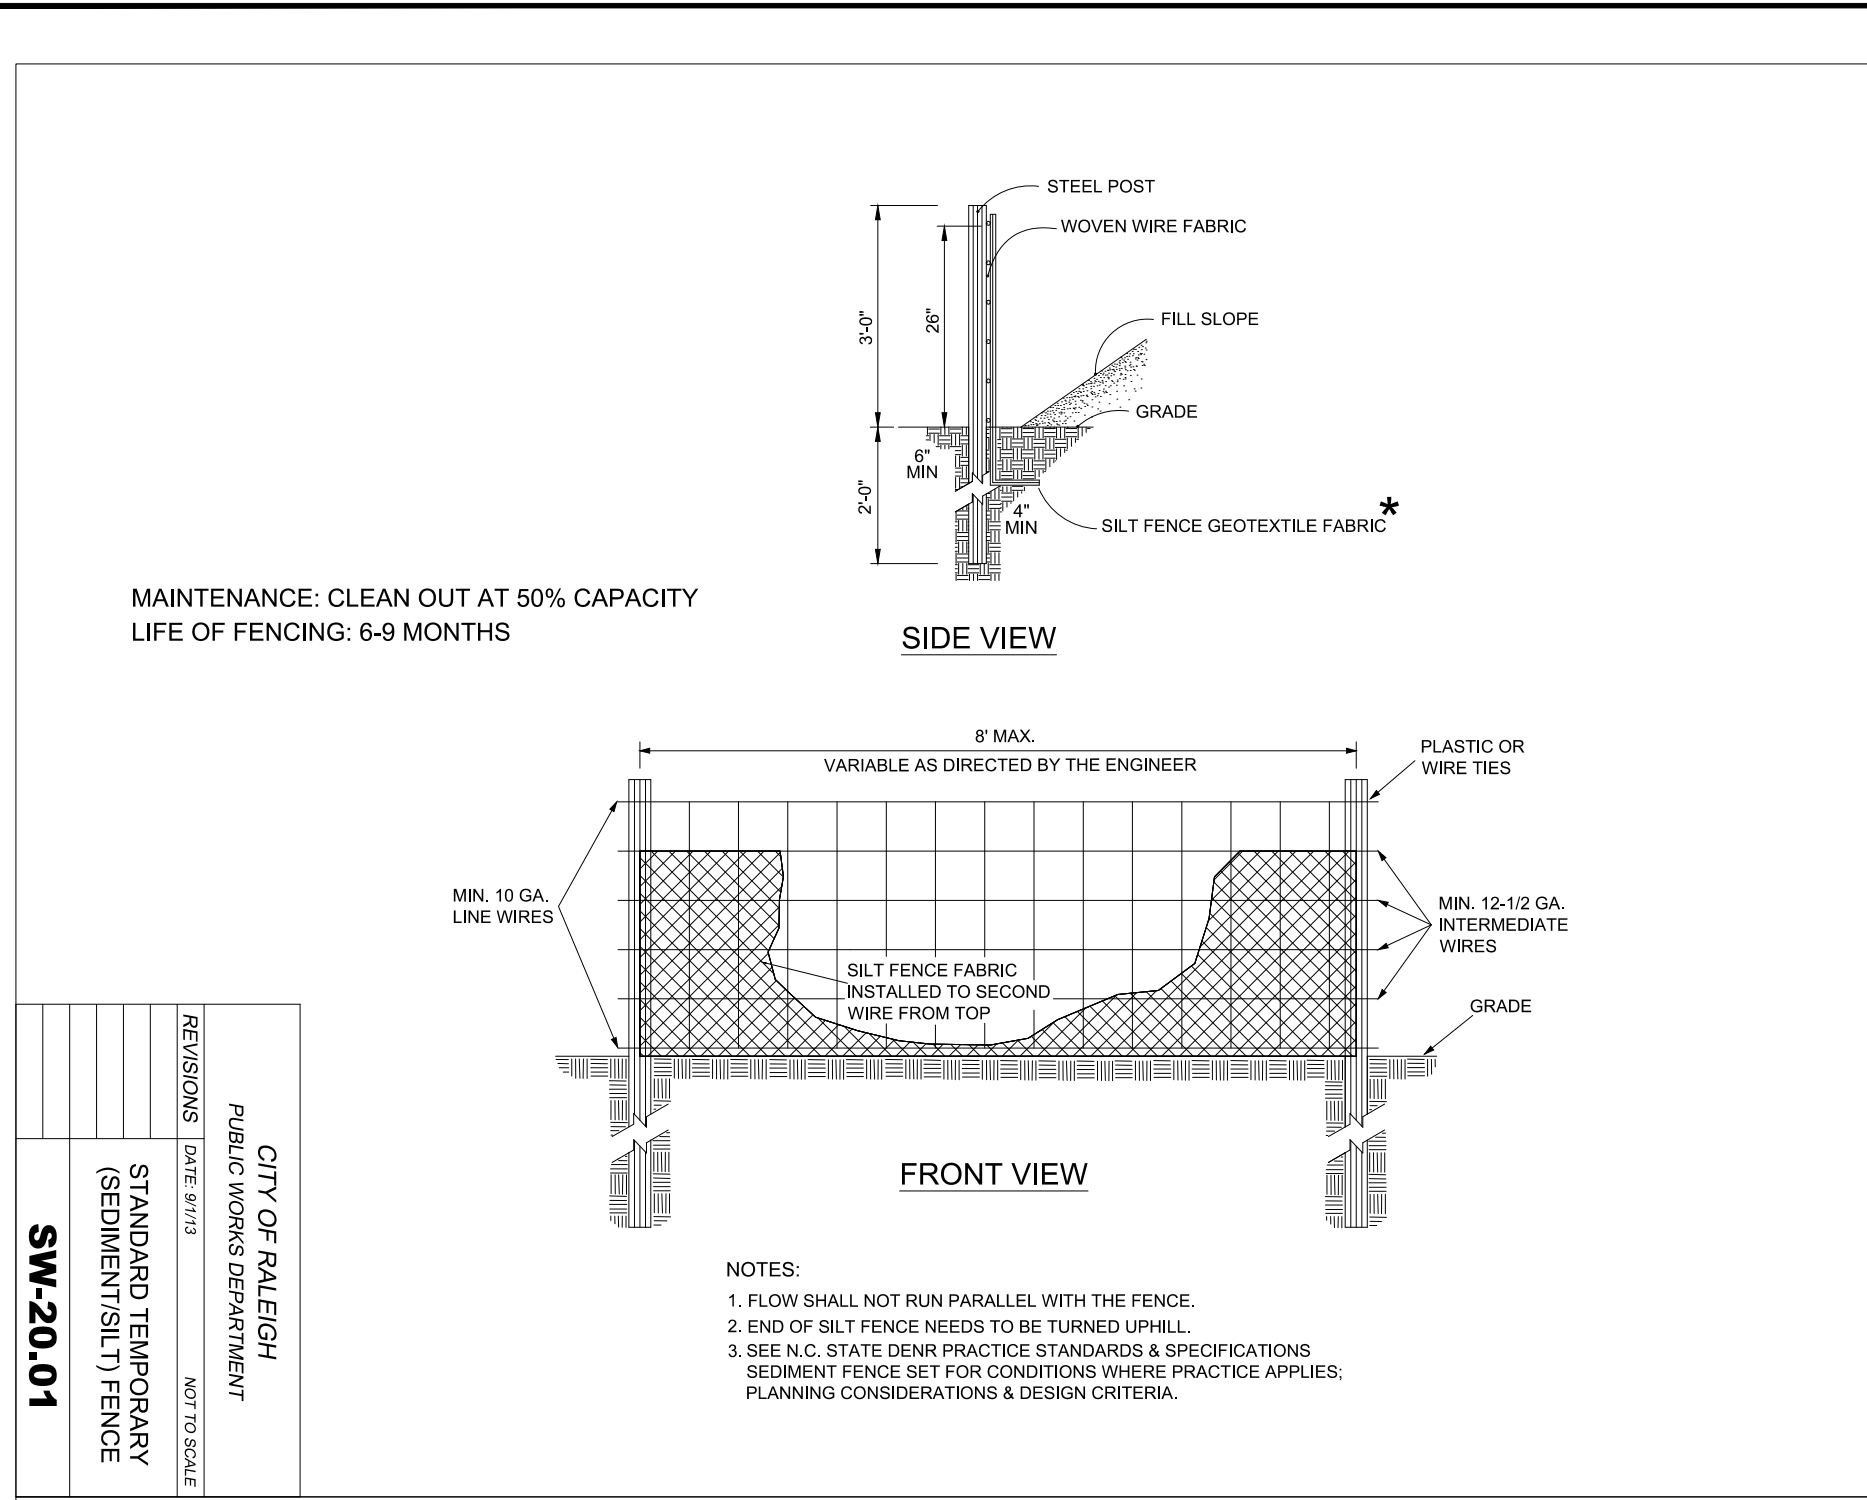 STEEL POST
WOVEN WIRE FABRIC
3'-0"
26"
FILL SLOPE
GRADE
6"
MIN
2'-0"
4"
MIN
SILT FENCE GEOTEXTILE FABRIC*
MAINTENANCE: CLEAN OUT AT 50% CAPACITY
LIFE OF FENCING: 6-9 MONTHS
SIDE VIEW
8' MAX.
VARIABLE AS DIRECTED BY THE ENGINEER
PLASTIC OR
WIRE TIES
MIN. 10 GA.
LINE WIRES
MIN. 12-1/2 GA.
INTERMEDIATE
WIRES
SILT FENCE FABRIC
INSTALLED TO SECOND
WIRE FROM TOP
GRADE
FRONT VIEW
NOTES:
1. FLOW SHALL NOT RUN PARALLEL WITH THE FENCE.
2. END OF SILT FENCE NEEDS TO BE TURNED UPHILL.
3. SEE N.C. STATE DENR PRACTICE STANDARDS & SPECIFICATIONS
SEDIMENT FENCE SET FOR CONDITIONS WHERE PRACTICE APPLIES;
PLANNING CONSIDERATIONS & DESIGN CRITERIA.
CITY OF RALEIGH
PUBLIC WORKS DEPARTMENT
REVISIONS DATE: 9/1/13 NOT TO SCALE
STANDARD TEMPORARY
(SEDIMENT/SILT) FENCE
SW-20.01